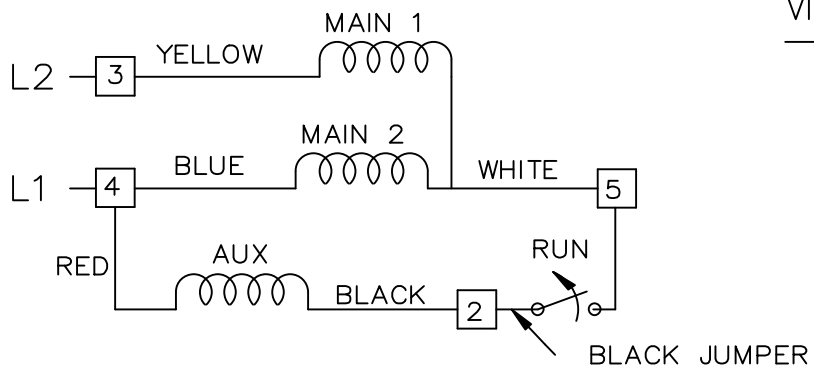 VI
MAIN 1
YELLOW
L2
3
MAIN 2
BLUE
WHITE
L1
4
5
RED
AUX
RUN
BLACK
2
BLACK JUMPER